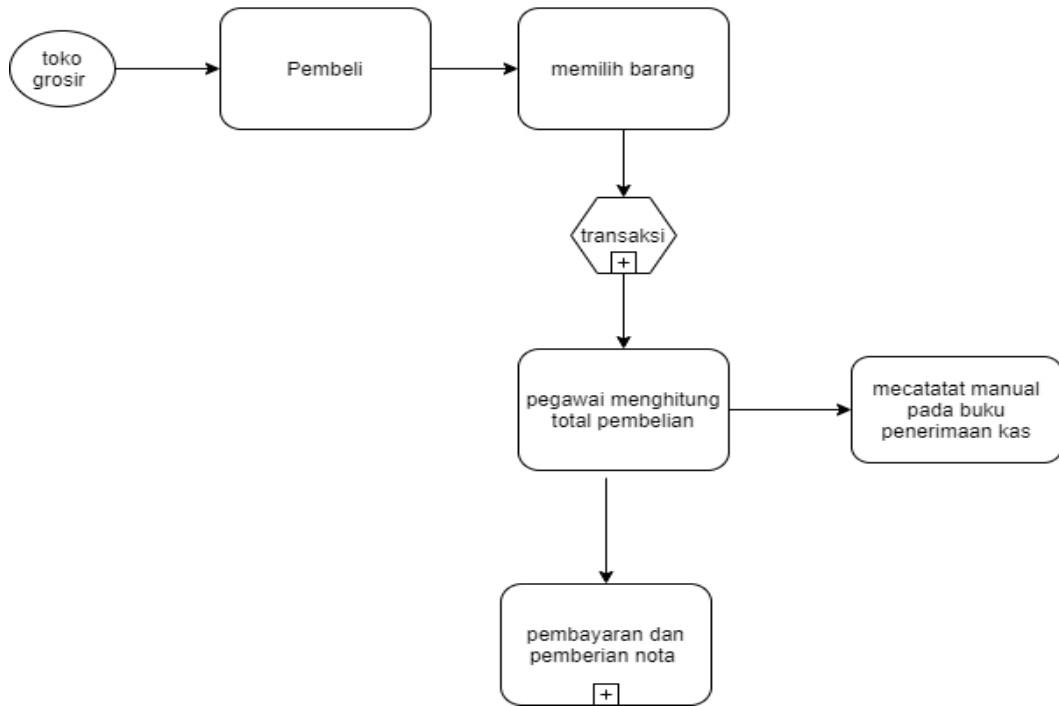 toko
grosir
Pembeli
memilih barang
transaksi
+
pegawai menghitung
total pembelian
mecatatat manual
pada buku
penerimaan kas
pembayaran dan
pemberian nota
+